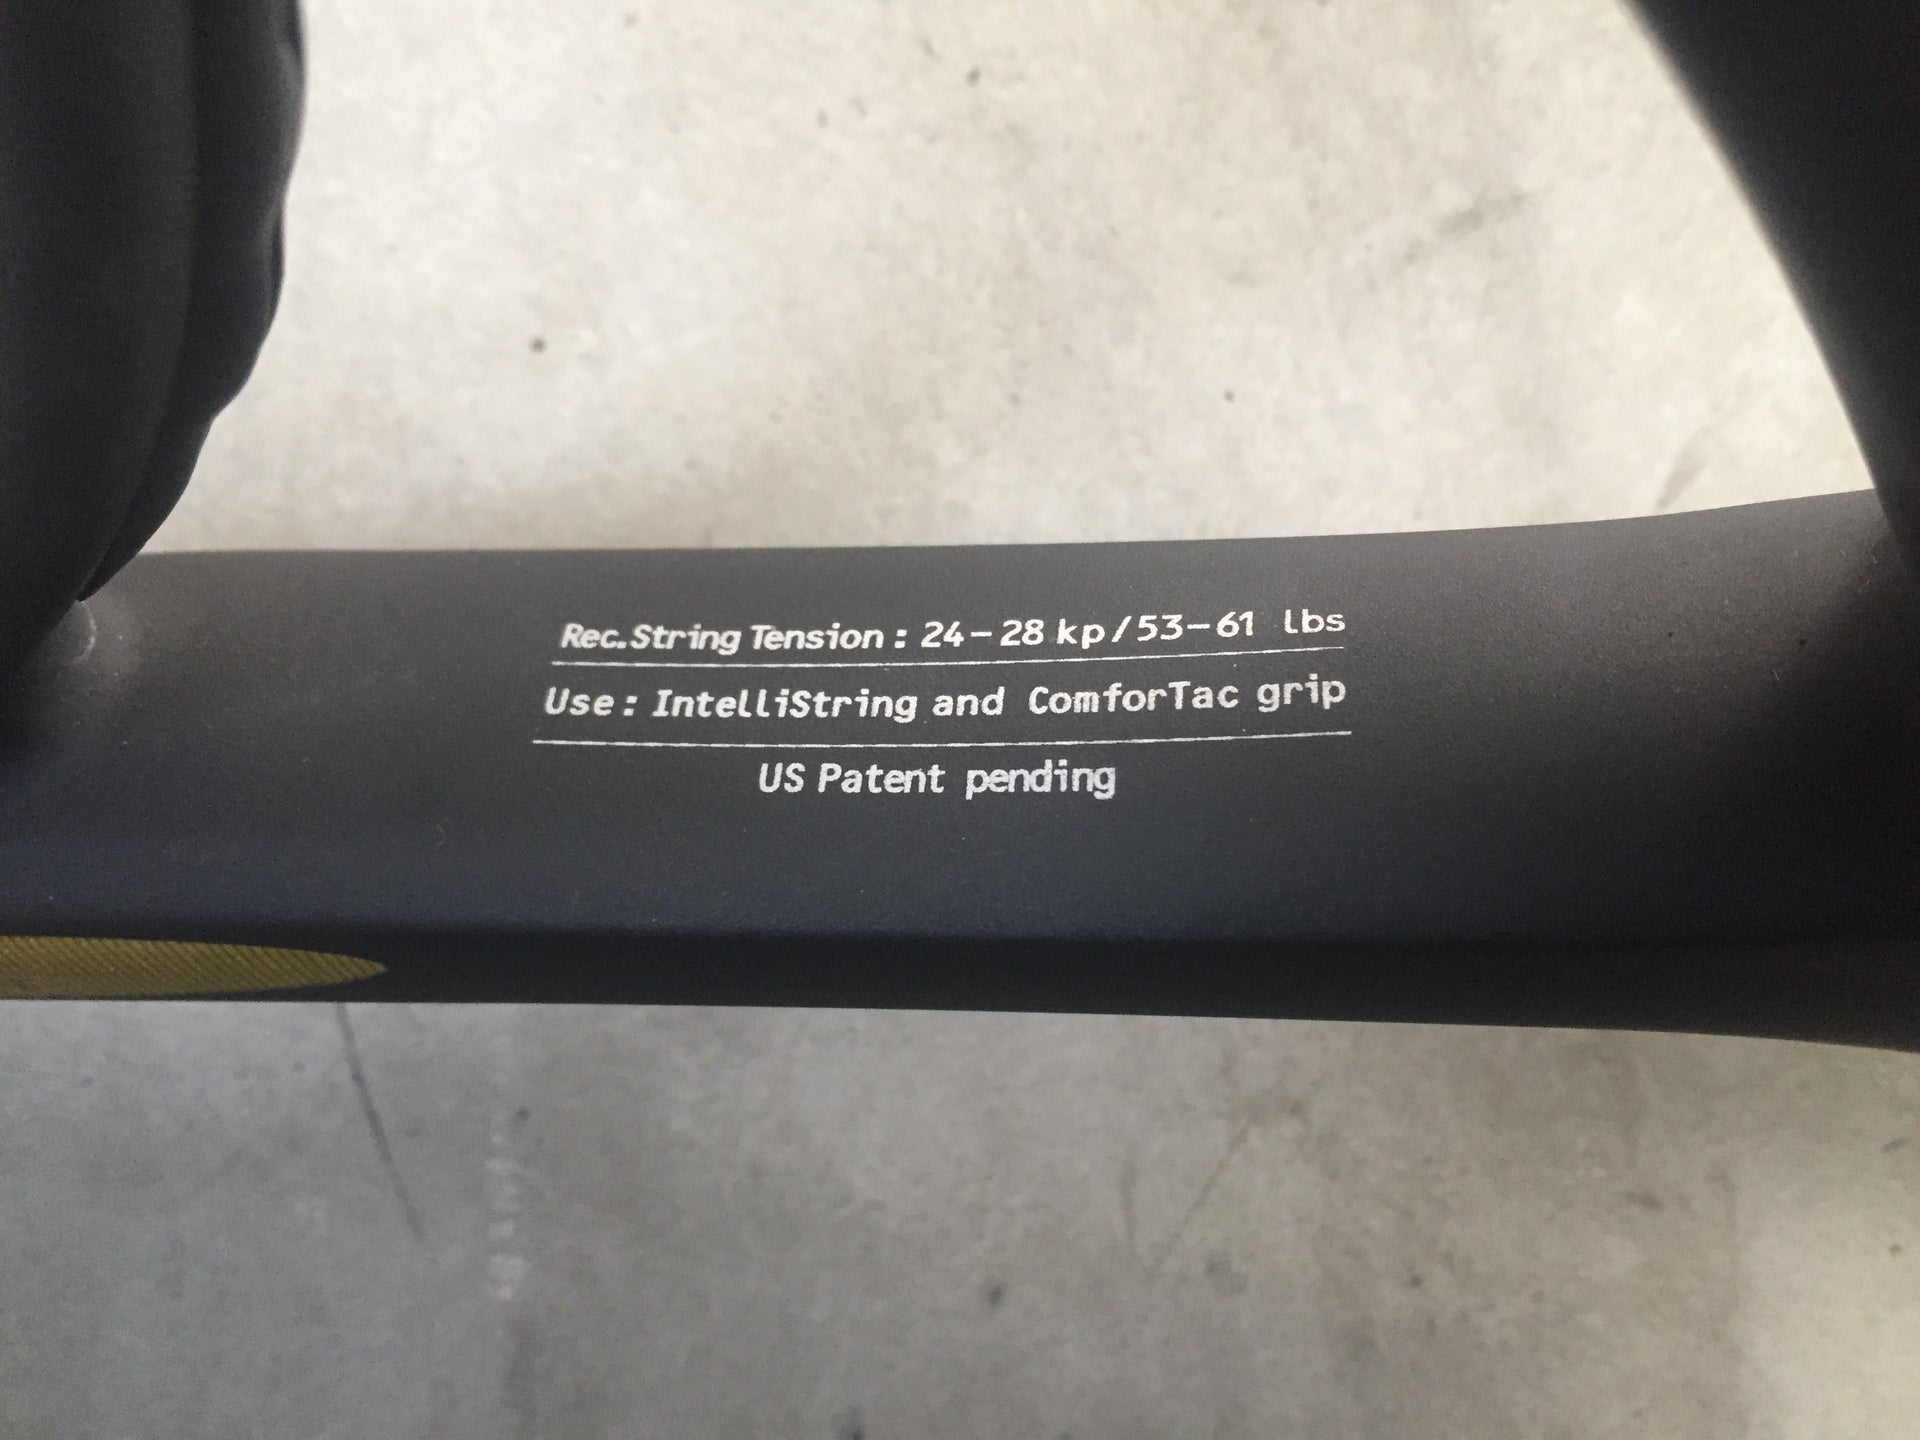 Rec. String Tension : 24-28 kp/53-61 lbs
Use: IntelliString and ComforTac grip
US Patent pending